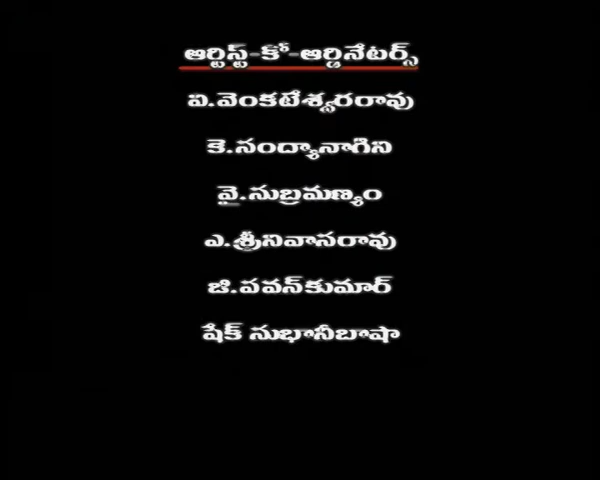 ఆర్టిస్ట్-కో-ఆర్డినేటర్స్
వి.వెంకటేశ్వరరావు
కె.సంధ్యానాగిని
వై.సుబ్రమణ్యం
ఎ.శ్రీనివాసరావు
జి.పవన్‌కుమార్
షేక్ సుభానీబాషా